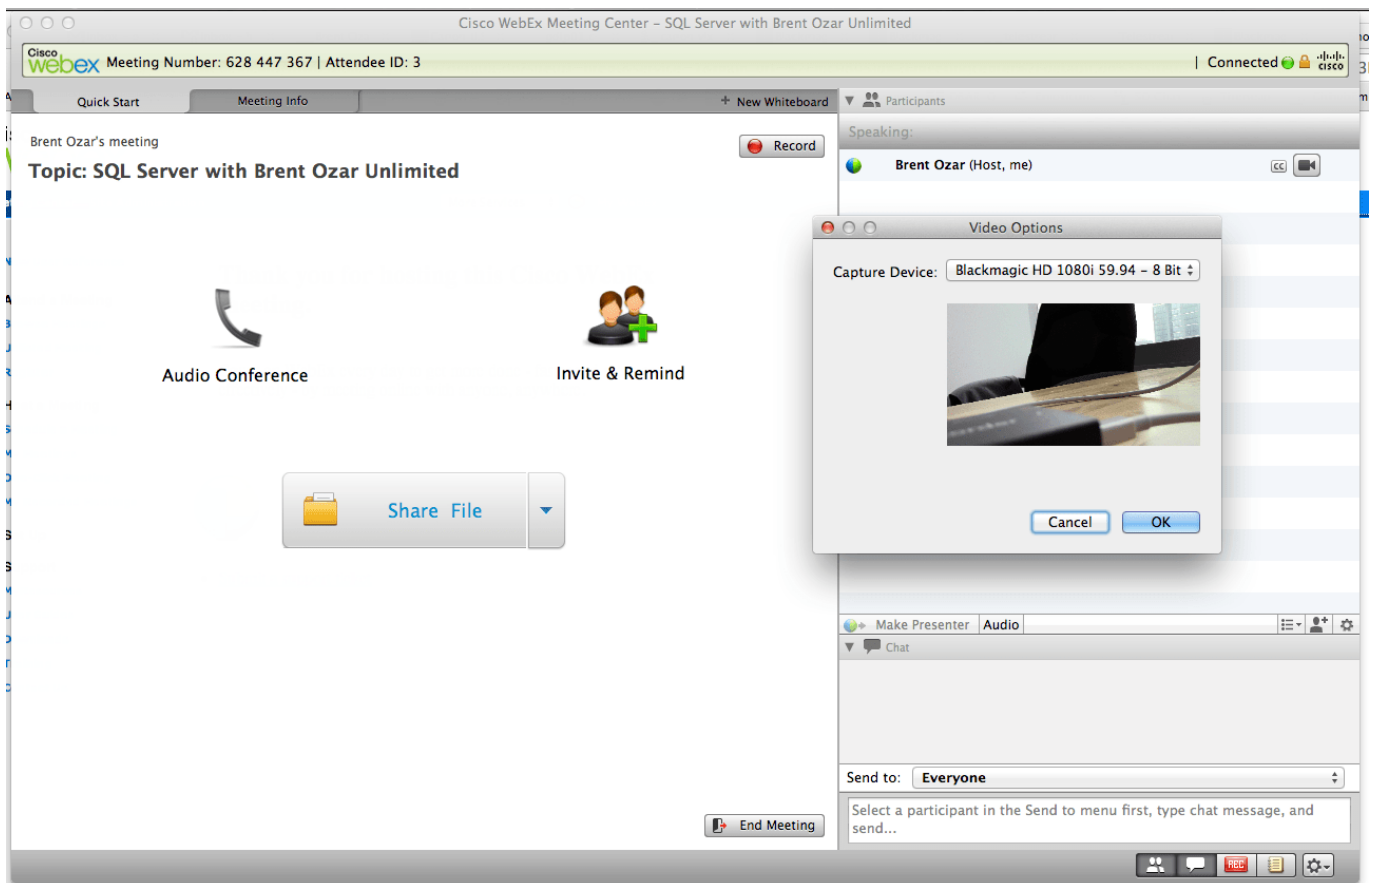 Cisco WebEx Meeting Center – SQL Server with Brent Ozar Unlimited
Cisco webex Meeting Number: 628 447 367 | Attendee ID: 3
| Connected
cisco
Quick Start
Meeting Info
+ New Whiteboard
Participants
Brent Ozar's meeting
Record
Topic: SQL Server with Brent Ozar Unlimited
Speaking:
Brent Ozar (Host, me)
CC
Video Options
Capture Device: Blackmagic HD 1080i 59.94 – 8 Bit
Cancel
OK
Audio Conference
Invite & Remind
Share File
Make Presenter
Audio
Chat
Send to: Everyone
Select a participant in the Send to menu first, type chat message, and
send...
End Meeting
REC